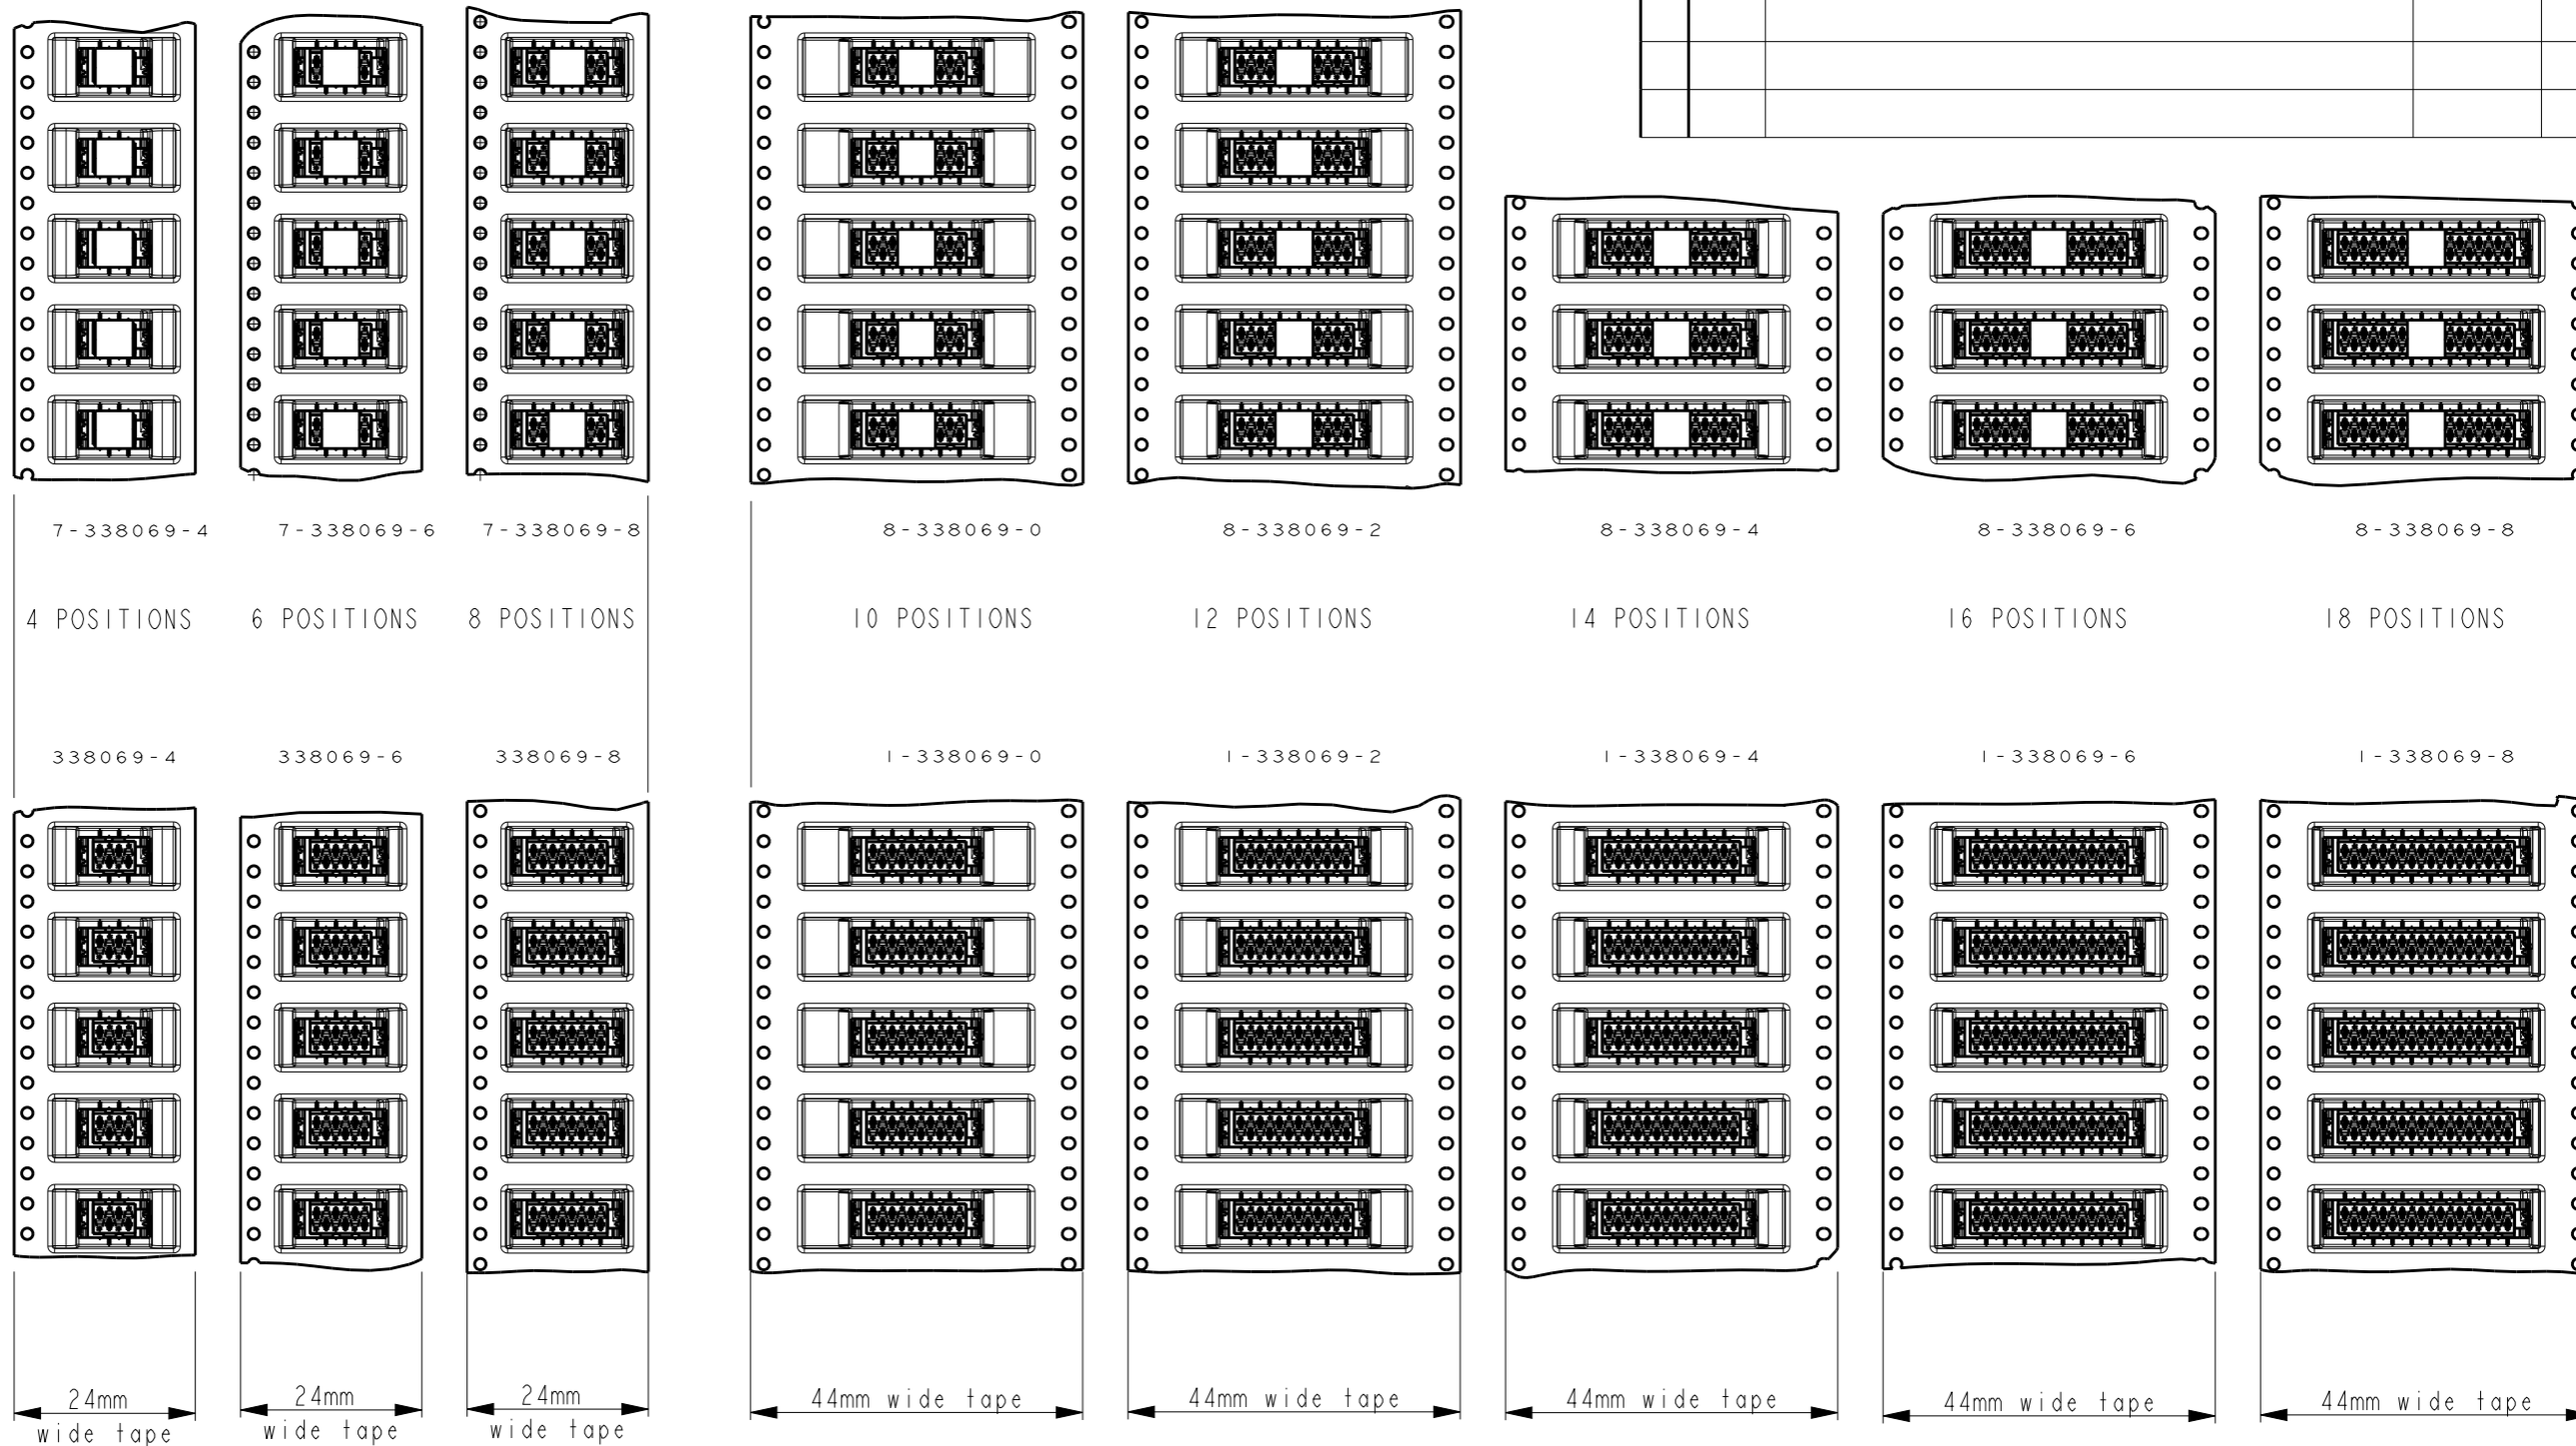 7-338069-4 7-338069-6 7-338069-8 8-338069-0 8-338069-2 8-338069-4 8-338069-6 8-338069-8
4 POSITIONS 6 POSITIONS 8 POSITIONS 10 POSITIONS 12 POSITIONS 14 POSITIONS 16 POSITIONS 18 POSITIONS
338069-4 338069-6 338069-8 1-338069-0 1-338069-2 1-338069-4 1-338069-6 1-338069-8
24mm 24mm 24mm 44mm wide tape 44mm wide tape 44mm wide tape 44mm wide tape 44mm wide tape
wide tape wide tape wide tape